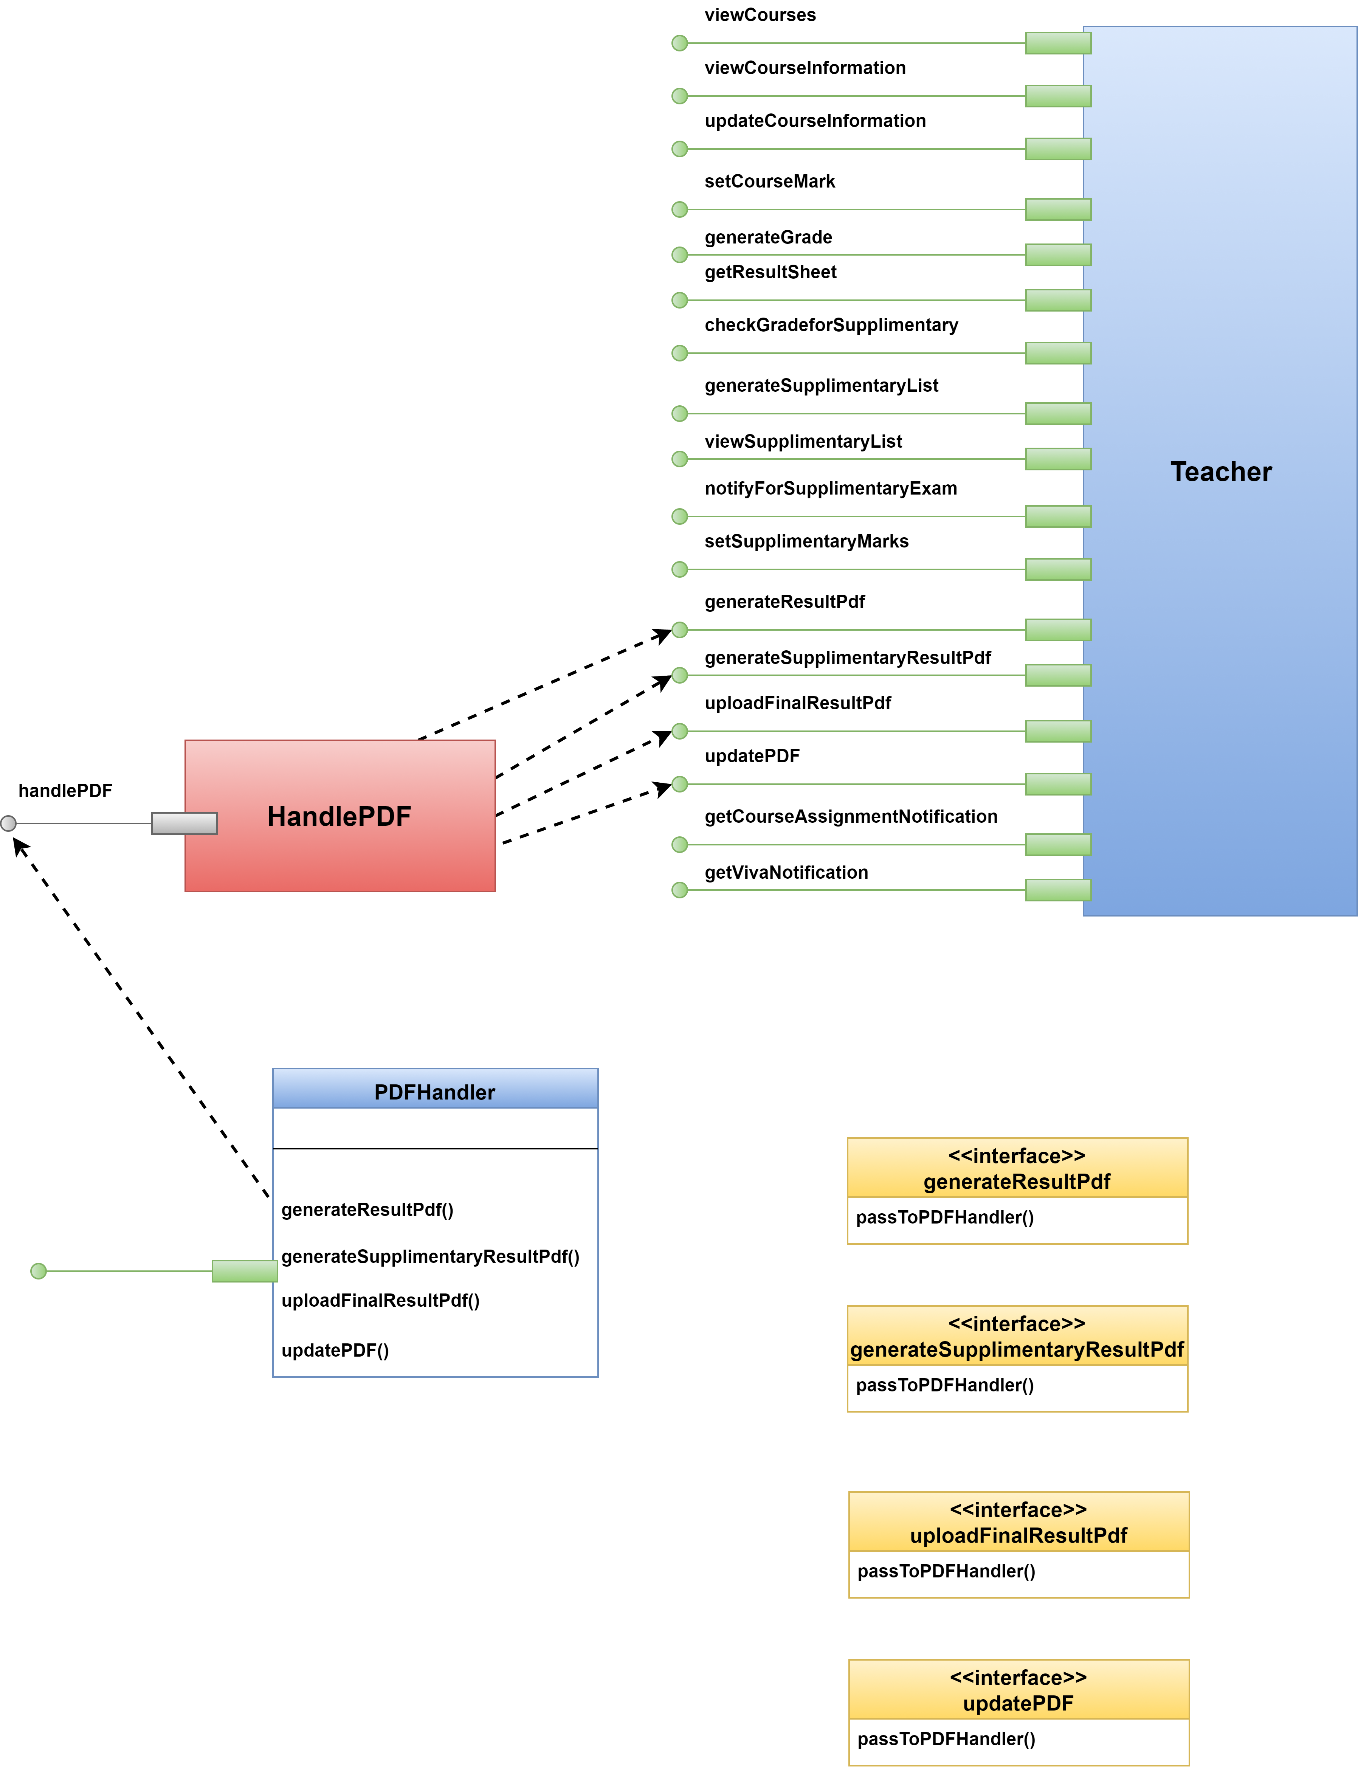 viewCourses
viewCourseInformation
updateCourseInformation
setCourseMark
generateGrade
getResultSheet
checkGradeforSupplimentary
generateSupplimentaryList
viewSupplimentaryList
Teacher
notifyForSupplimentaryExam
setSupplimentaryMarks
generateResultPdf
generateSupplimentaryResultPdf
uploadFinalResultPdf
updatePDF
handlePDF
HandlePDF
getCourseAssignmentNotification
getVivaNotification
PDFHandler
generateResultPdf()
generateSupplimentaryResultPdf()
uploadFinalResultPdf()
updatePDF()
<<interface>>
generateResultPdf
passToPDFHandler()
<<interface>>
generateSupplimentaryResultPdf
passToPDFHandler()
<<interface>>
uploadFinalResultPdf
passToPDFHandler()
<<interface>>
updatePDF
passToPDFHandler()